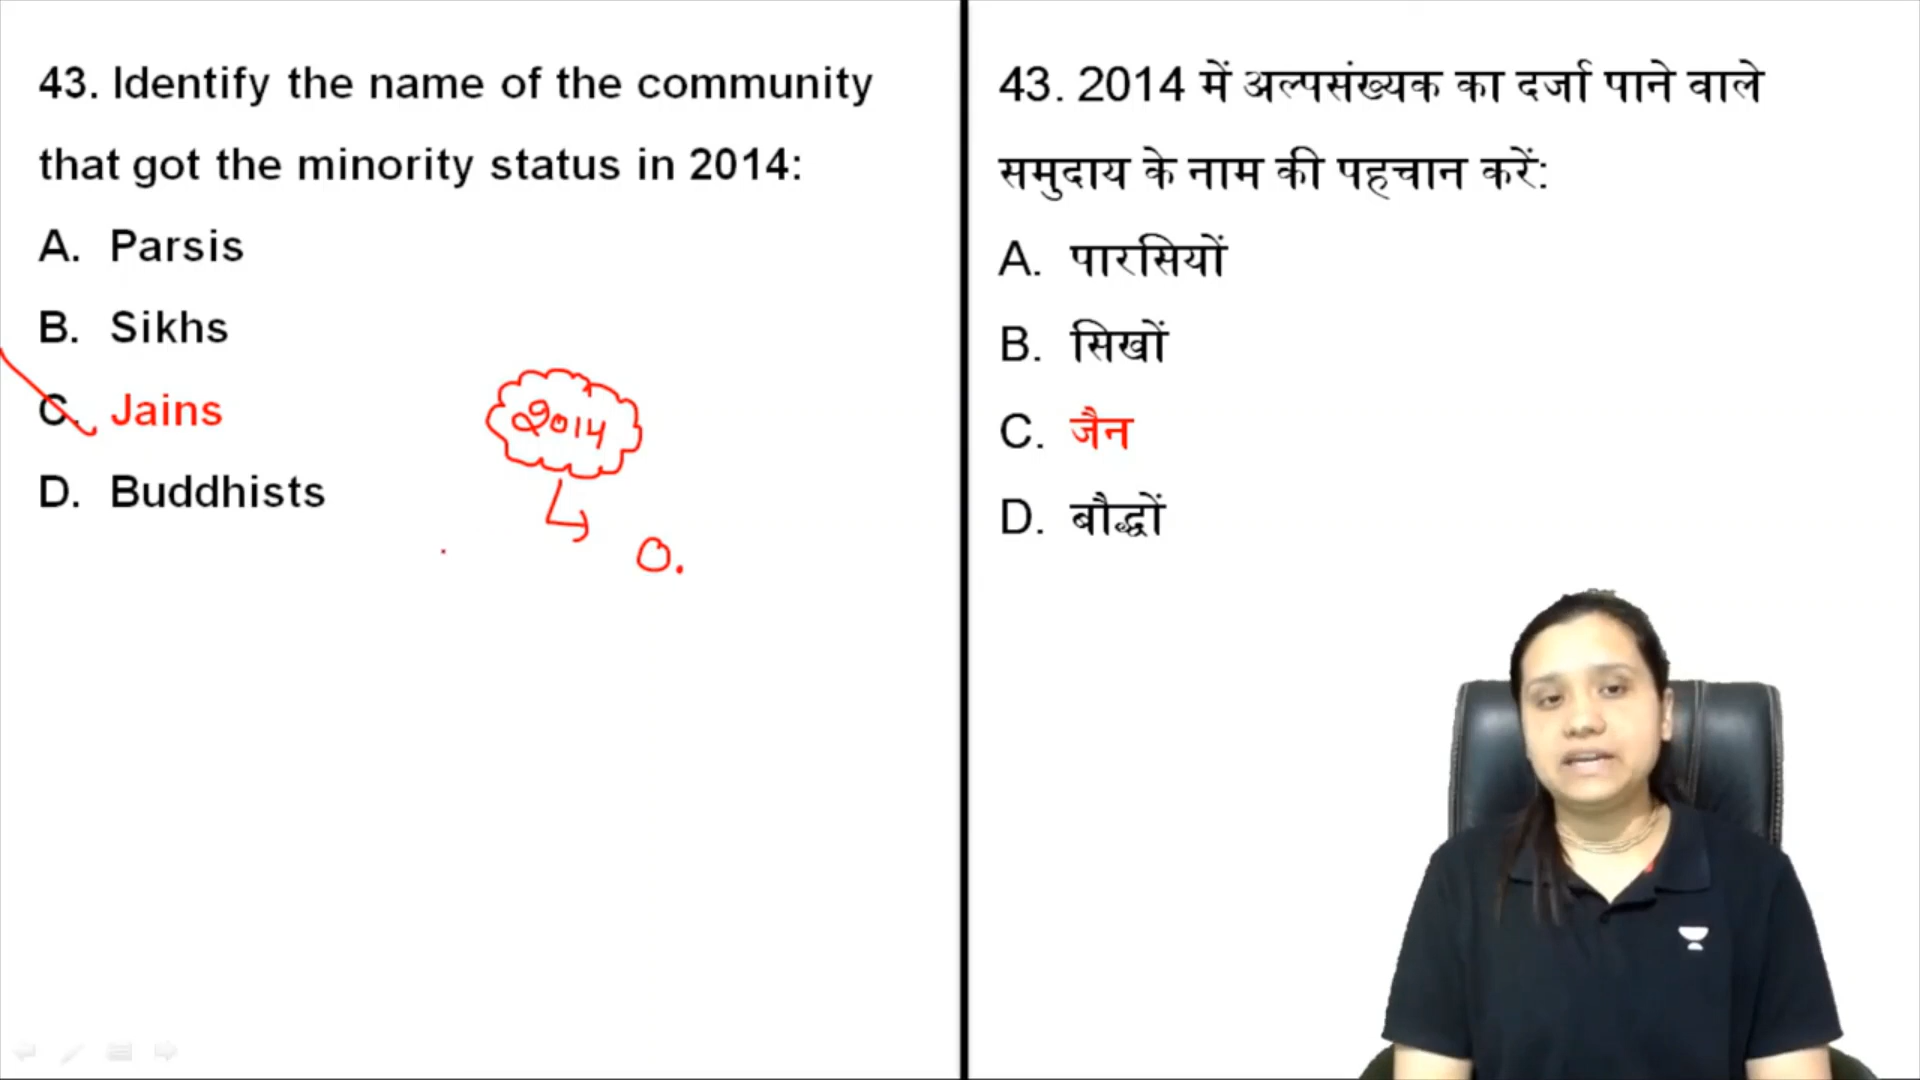 43. Identify the name of the community
that got the minority status in 2014:
A. Parsis
B. Sikhs
C. Jains
D. Buddhists
2014
0.
43. 2014 में अल्पसंख्यक का दर्जा पाने वाले
समुदाय के नाम की पहचान करें:
A. पारसियों
B. सिखों
C. जैन
D. बौद्धों